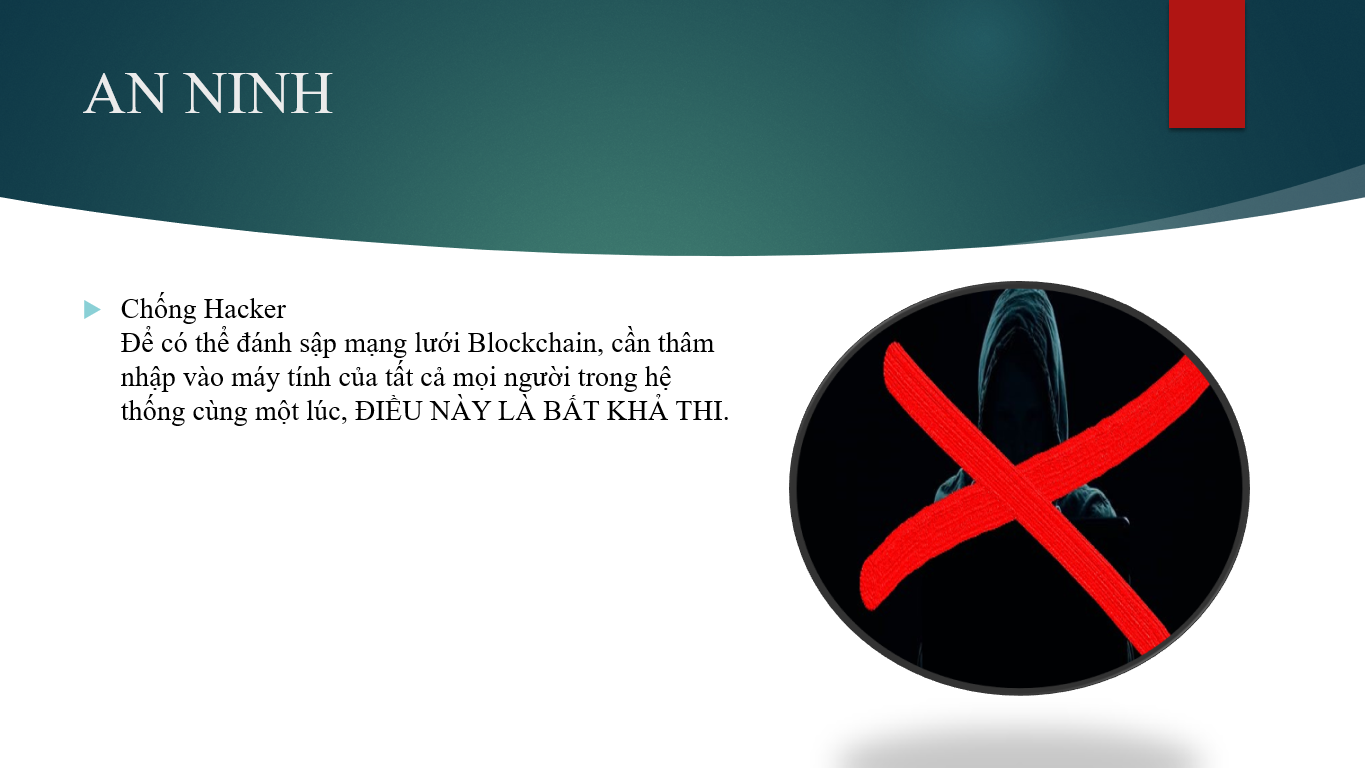 AN NINH
Chống Hacker
Để có thể đánh sập mạng lưới Blockchain, cần thâm
nhập vào máy tính của tất cả mọi người trong hệ
thống cùng một lúc, ĐIỀU NÀY LÀ BẤT KHẢ THI.